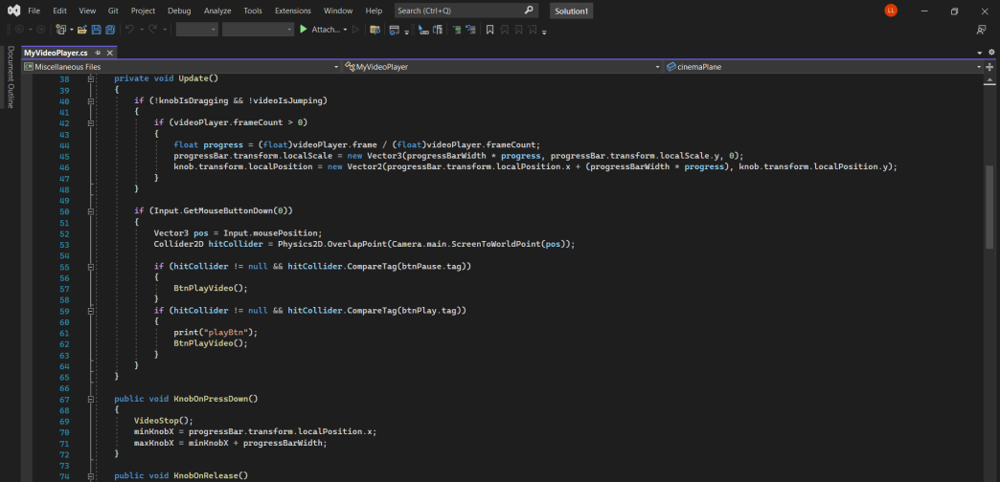 File Edit View Git Project Debug Analyze Tools Extensions Window Help Search (Ctrl+Q) Solution1 LL
Attach...
Document Outline
MyVideoPlayer.cs
Miscellaneous Files MyVideoPlayer cinemaPlane
38 private void Update()
39 {
40 if (!knobIsDragging && !videoIsJumping)
41 {
42 if (videoPlayer.frameCount > 0)
43 {
44 float progress = (float)videoPlayer.frame / (float)videoPlayer.frameCount;
45 progressBar.transform.localScale = new Vector3(progressBarWidth * progress, progressBar.transform.localScale.y, 0);
46 knob.transform.localPosition = new Vector2(progressBar.transform.localPosition.x + (progressBarWidth * progress), knob.transform.localPosition.y);
47 }
48 }
49
50 if (Input.GetMouseButtonDown(0))
51 {
52 Vector3 pos = Input.mousePosition;
53 Collider2D hitCollider = Physics2D.OverlapPoint(Camera.main.ScreenToWorldPoint(pos));
54
55 if (hitCollider != null && hitCollider.CompareTag(btnPause.tag))
56 {
57 BtnPlayVideo();
58 }
59 if (hitCollider != null && hitCollider.CompareTag(btnPlay.tag))
60 {
61 print("playBtn");
62 BtnPlayVideo();
63 }
64 }
65 }
66
67 public void KnobOnPressDown()
68 {
69 VideoStop();
70 minKnobX = progressBar.transform.localPosition.x;
71 maxKnobX = minKnobX + progressBarWidth;
72 }
73
74 public void KnobOnRelease()